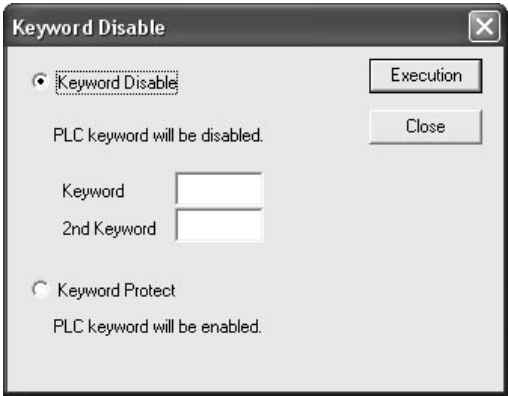 Keyword Disable
Keyword Disable
Execution
PLC keyword will be disabled.
Close
Keyword
2nd Keyword
Keyword Protect
PLC keyword will be enabled.